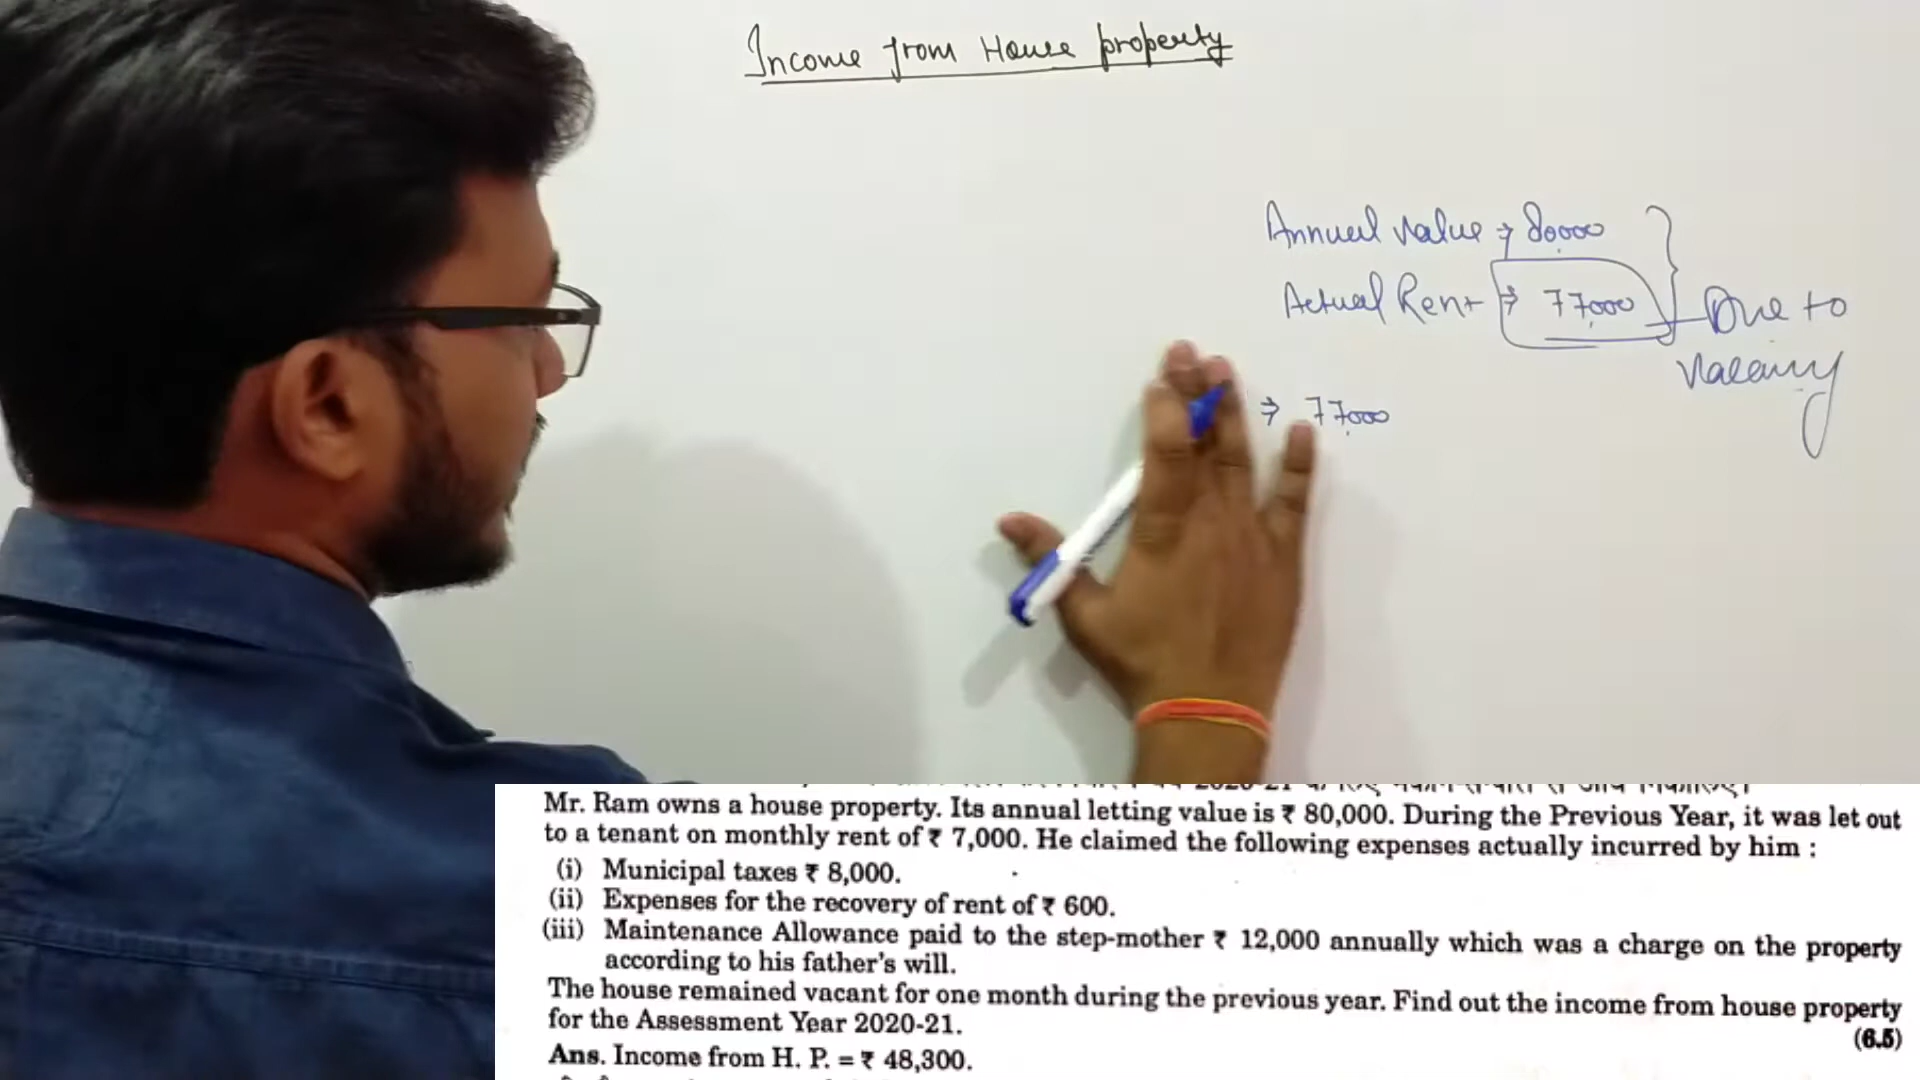 Income from House property
Annual value ⇒ 80,000
Actual Rent ⇒ 77,000
Due to
Vacancy
⇒ 77,000
Mr. Ram owns a house property. Its annual letting value is ₹ 80,000. During the Previous Year, it was let out
to a tenant on monthly rent of ₹ 7,000. He claimed the following expenses actually incurred by him :
(i) Municipal taxes ₹ 8,000.
(ii) Expenses for the recovery of rent of ₹ 600.
(iii) Maintenance Allowance paid to the step-mother ₹ 12,000 annually which was a charge on the property
according to his father's will.
The house remained vacant for one month during the previous year. Find out the income from house property
for the Assessment Year 2020-21.
(6.5)
Ans. Income from H. P. = ₹ 48,300.